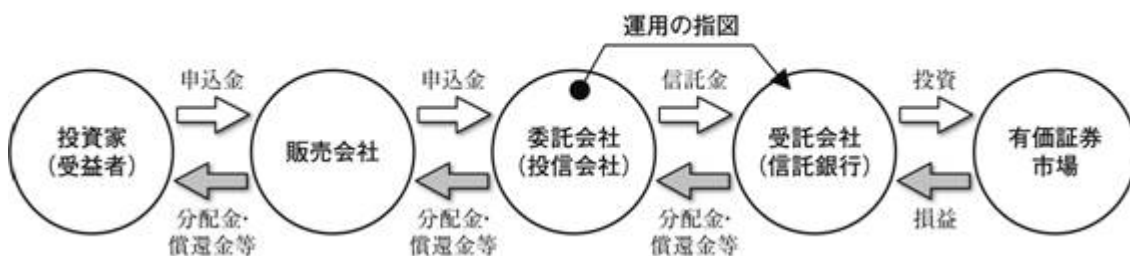 運用の指図
申込金
申込金
信託金
投資
投資家
(受益者)
販売会社
委託会社
(投信会社)
受託会社
(信託銀行)
有価証券
市場
分配金・
償還金等
分配金・
償還金等
分配金・
償還金等
損益